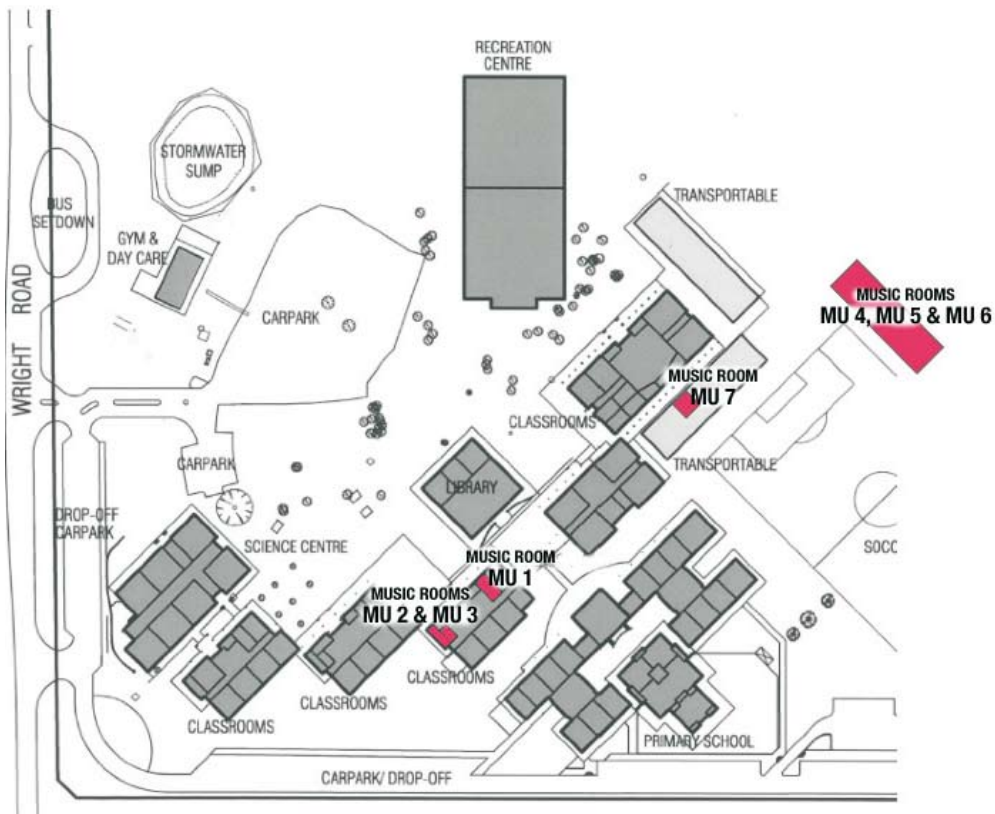 RECREATION
CENTRE
STORMWATER
SUMP
TRANSPORTABLE
BUS
SETDOWN
GYM &
DAY CARE
WRIGHT ROAD
CARPARK
MUSIC ROOMS
MU 4, MU 5 & MU 6
MUSIC ROOM
MU 7
CLASSROOMS
CARPARK
TRANSPORTABLE
LIBRARY
DROP-OFF
CARPARK
SCIENCE CENTRE
SOCC
MUSIC ROOM
MU 1
MUSIC ROOMS
MU 2 & MU 3
CLASSROOMS
CLASSROOMS
CLASSROOMS
PRIMARY SCHOOL
CARPARK/ DROP-OFF